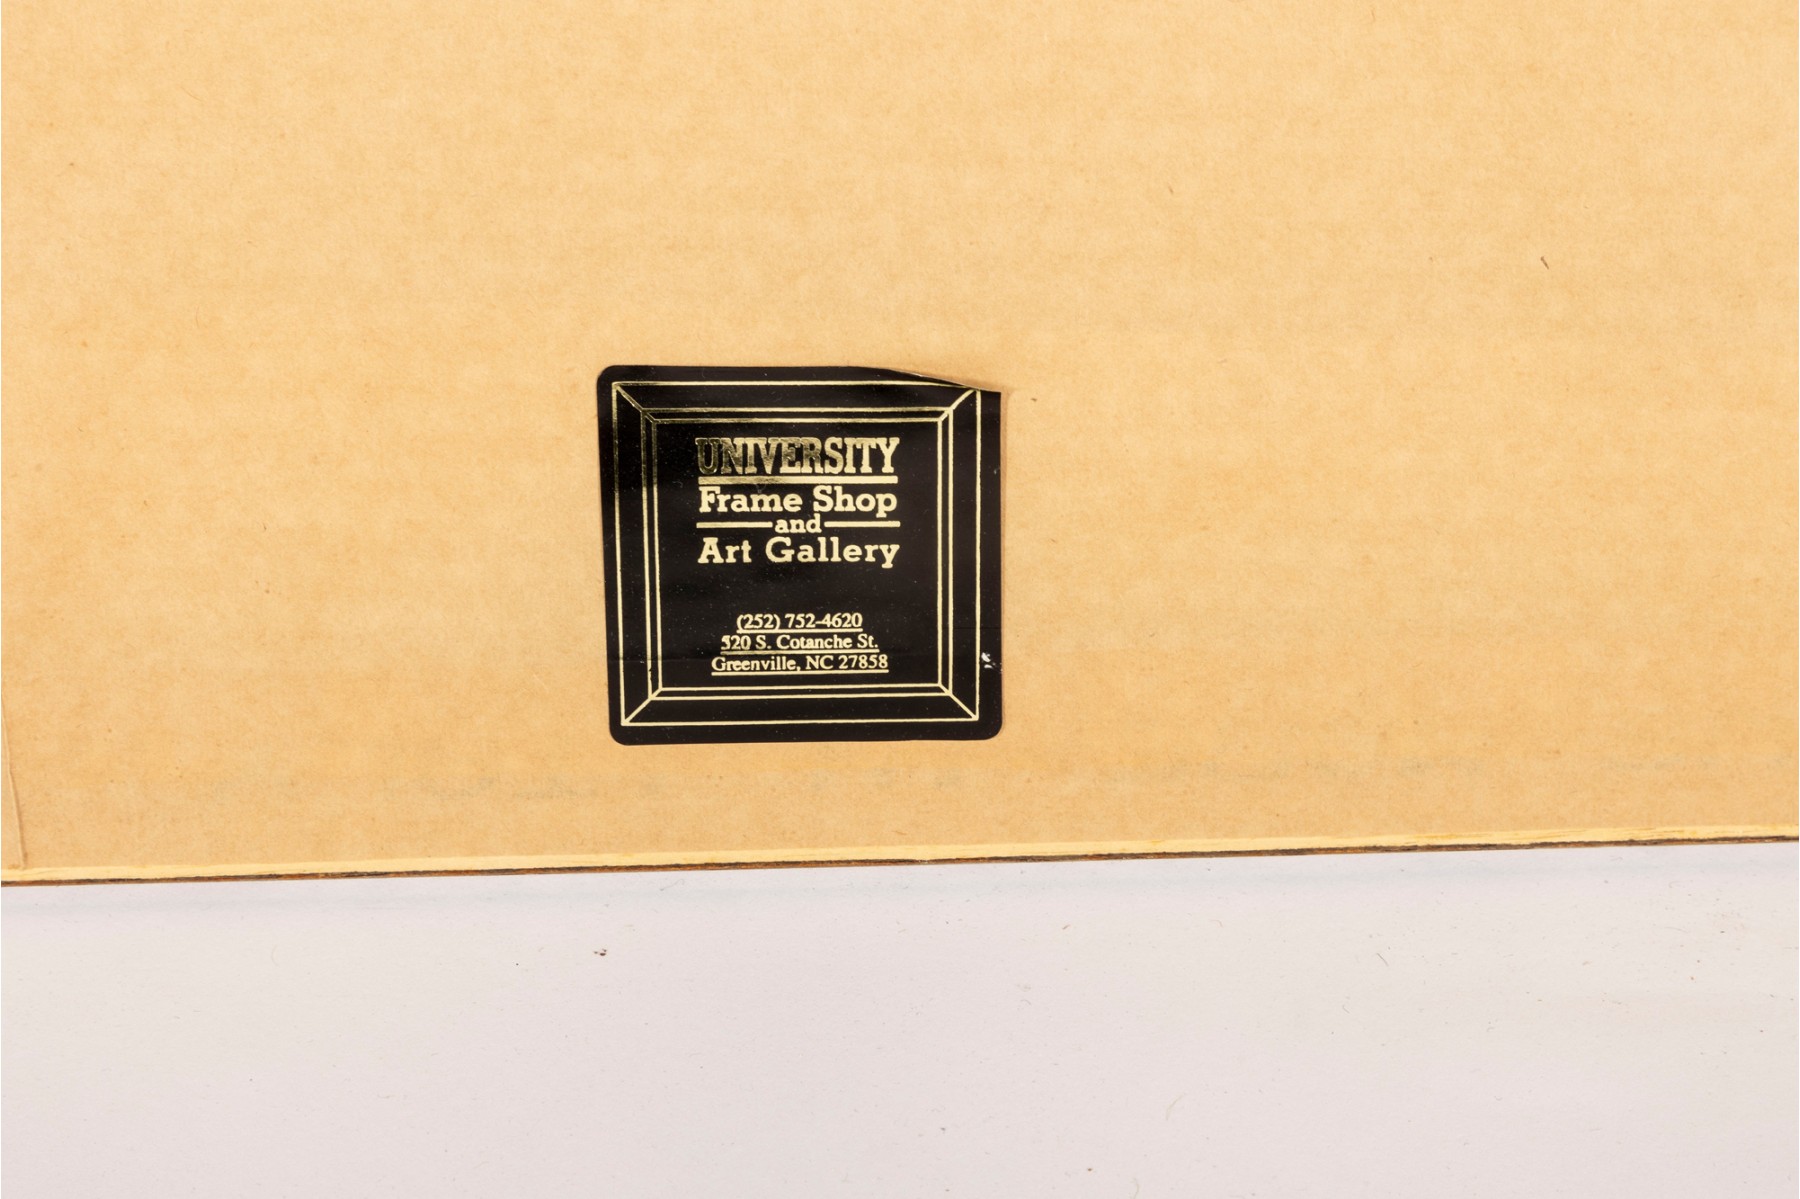 UNIVERSITY
Frame Shop
and
Art Gallery
(252) 752-4620
520 S. Cotanche St.
Greenville, NC 27858